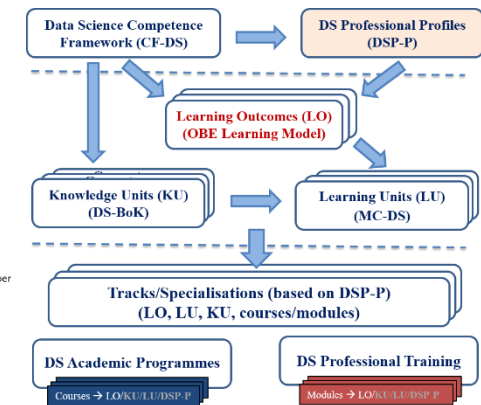 Data Science Competence
Framework (CF-DS)
DS Professional Profiles
(DSP-P)
Learning Outcomes (LO)
(OBE Learning Model)
Knowledge Units (KU)
(DS-BoK)
Learning Units (LU)
(MC-DS)
Tracks/Specialisations (based on DSP-P)
(LO, LU, KU, courses/modules)
DS Academic Programmes
DS Professional Training
Courses → LO/KU/LU/DSP-P
Modules → LO/KU/LU/DSP-P